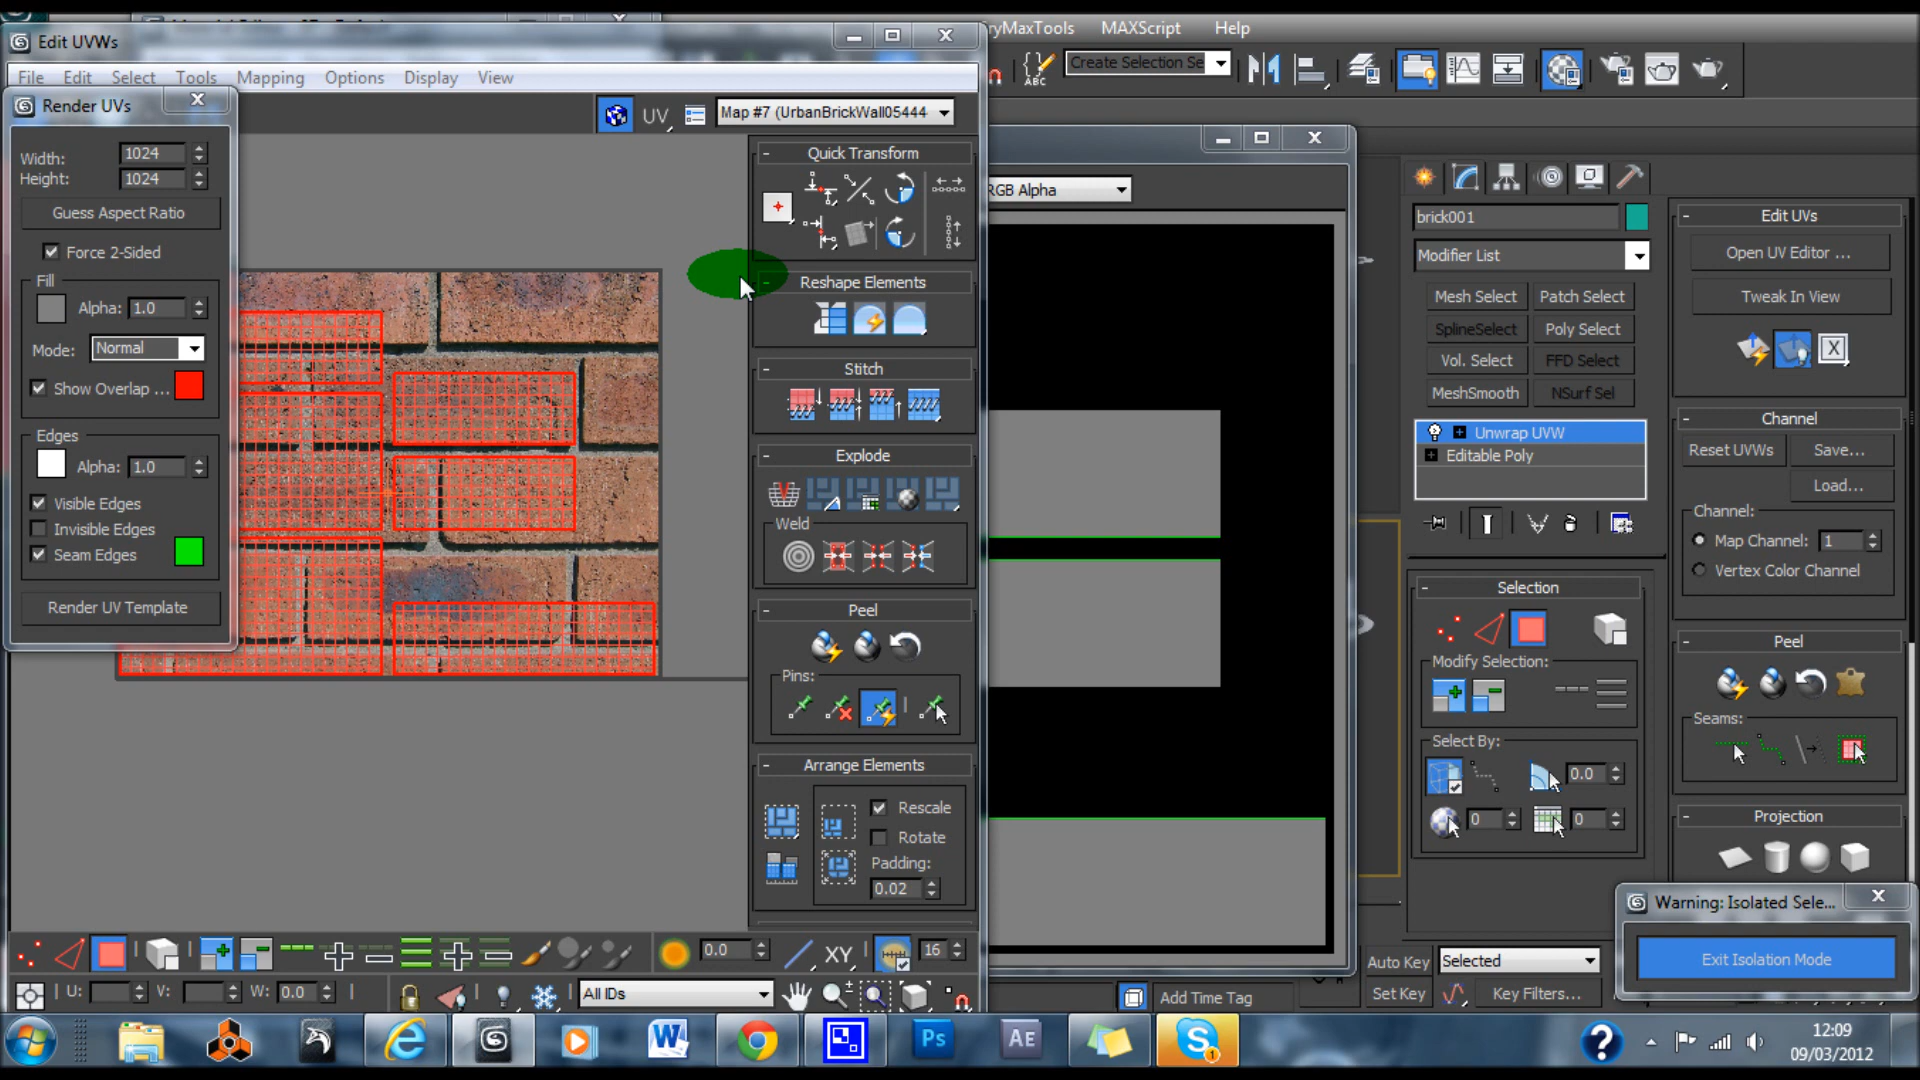 Edit UVWs
File Edit Select Tools Mapping Options Display View
Render UVs
Width: 1024
Height: 1024
Guess Aspect Ratio
Force 2-Sided
Fill
Alpha: 1.0
Mode: Normal
Show Overlap ...
Edges
Alpha: 1.0
Visible Edges
Invisible Edges
Seam Edges
Render UV Template
UV
Map #7 (UrbanBrickWall05444
Quick Transform
Reshape Elements
Stitch
Explode
Weld
Peel
Pins:
Arrange Elements
Rescale
Rotate
Padding:
0.02
0.0
XY
16
U:
V:
W: 0.0
All IDs
ryMaxTools MAXScript Help
ABC
Create Selection Se
RGB Alpha
brick001
Modifier List
Mesh Select
Patch Select
SplineSelect
Poly Select
Vol. Select
FFD Select
MeshSmooth
NSurf Sel
Unwrap UVW
Editable Poly
Selection
Modify Selection:
Select By:
0.0
0
0
Edit UVs
Open UV Editor ...
Tweak In View
X
Channel
Reset UVWs
Save...
Load...
Channel:
Map Channel: 1
Vertex Color Channel
Peel
Seams:
Projection
Warning: Isolated Sele...
Exit Isolation Mode
Auto Key
Selected
Set Key
Key Filters...
Add Time Tag
W
Ps
AE
S
1
?
12:09
09/03/2012